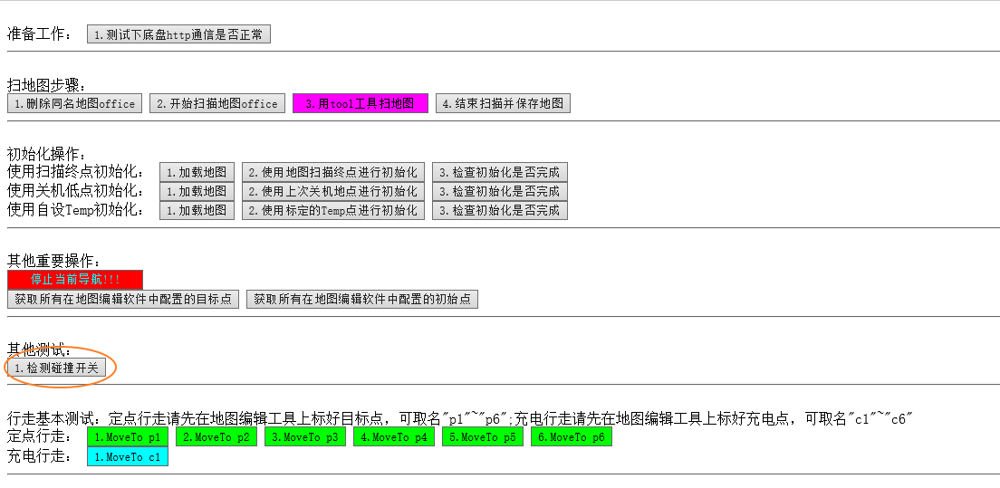 准备工作： 1.测试下底盘http通信是否正常
扫地图步骤：
1.删除同名地图office 2.开始扫描地图office 3.用tool工具扫地图 4.结束扫描并保存地图
初始化操作：
使用扫描终点初始化： 1.加载地图 2.使用地图扫描终点进行初始化 3.检查初始化是否完成
使用关机低点初始化： 1.加载地图 2.使用上次关机地点进行初始化 3.检查初始化是否完成
使用自设Temp初始化： 1.加载地图 2.使用标定的Temp点进行初始化 3.检查初始化是否完成
其他重要操作：
停止当前导航!!!
获取所有在地图编辑软件中配置的目标点 获取所有在地图编辑软件中配置的初始点
其他测试：
1.检测碰撞开关
行走基本测试：定点行走请先在地图编辑工具上标好目标点，可取名"p1"~"p6";充电行走请先在地图编辑工具上标好充电点，可取名"c1"~"c6"
定点行走： 1.MoveTo p1 2.MoveTo p2 3.MoveTo p3 4.MoveTo p4 5.MoveTo p5 6.MoveTo p6
充电行走： 1.MoveTo c1